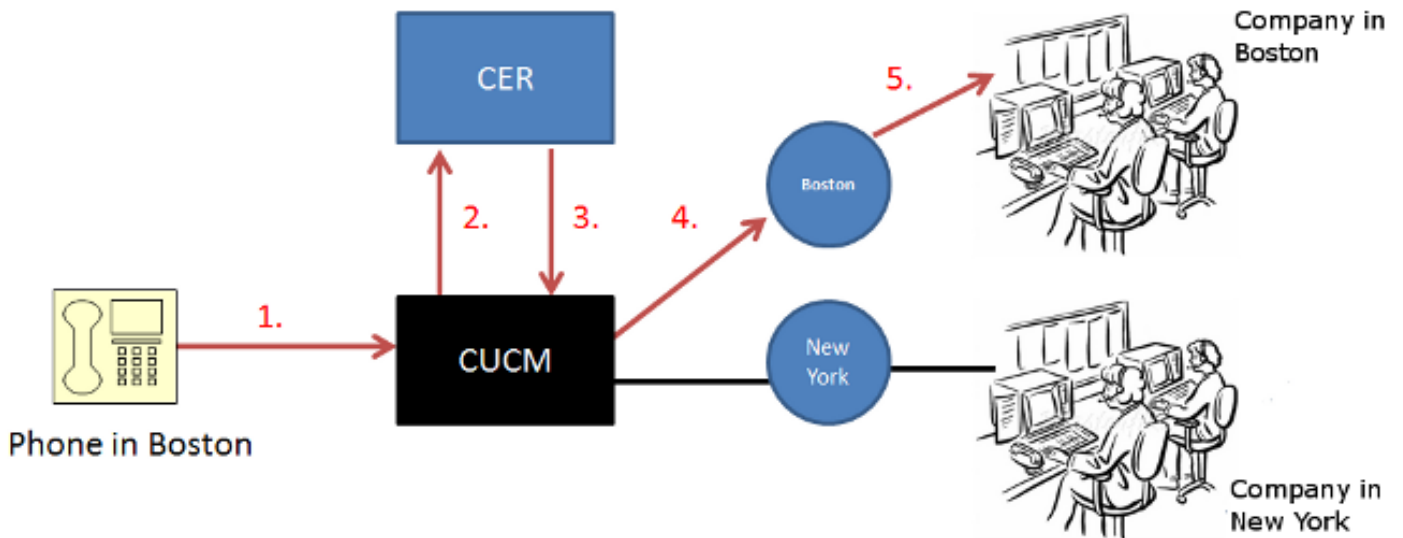 Company in
Boston
CER
5.
Boston
2.
3.
4.
1.
CUCM
New
York
Phone in Boston
Company in
New York